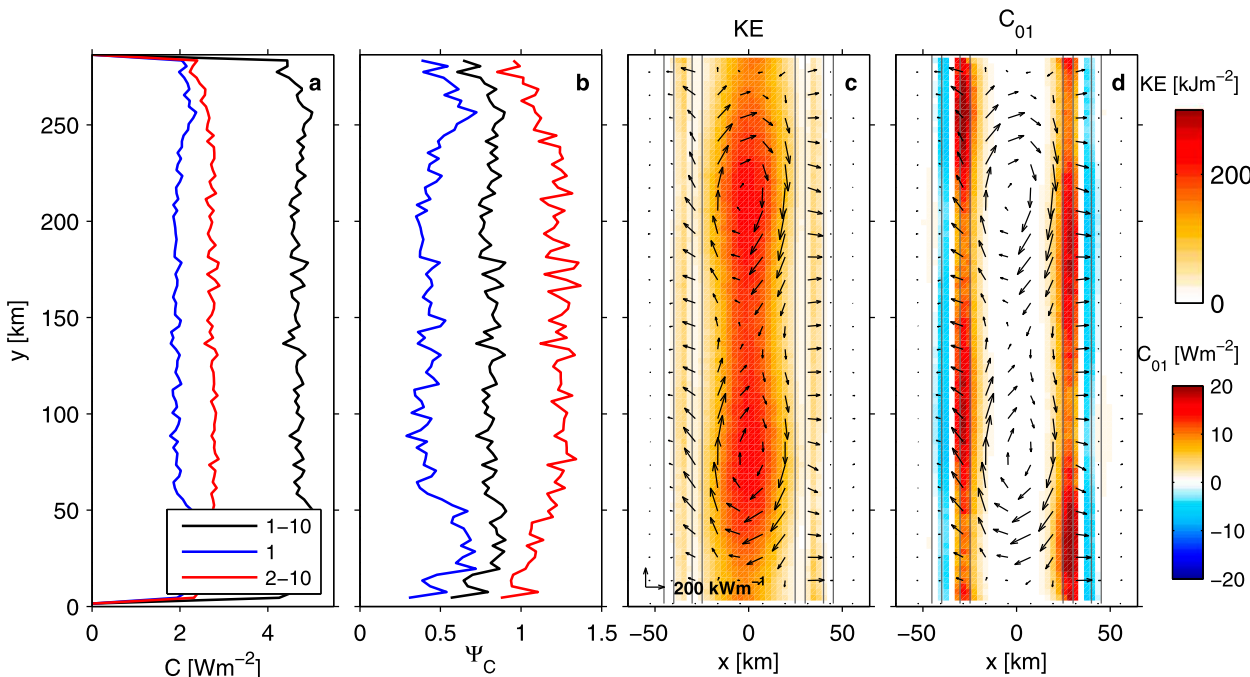 KE
C₀₁
a
b
c
d
KE [kJm⁻²]
250
200
150
100
50
0
y [km]
1−10
1
2−10
200 kWm⁻¹
200
0
C₀₁ [Wm⁻²]
20
10
0
−10
−20
0 2 4
0 0.5 1 1.5
−50 0 50
−50 0 50
C [Wm⁻²]
Ψ_C
x [km]
x [km]